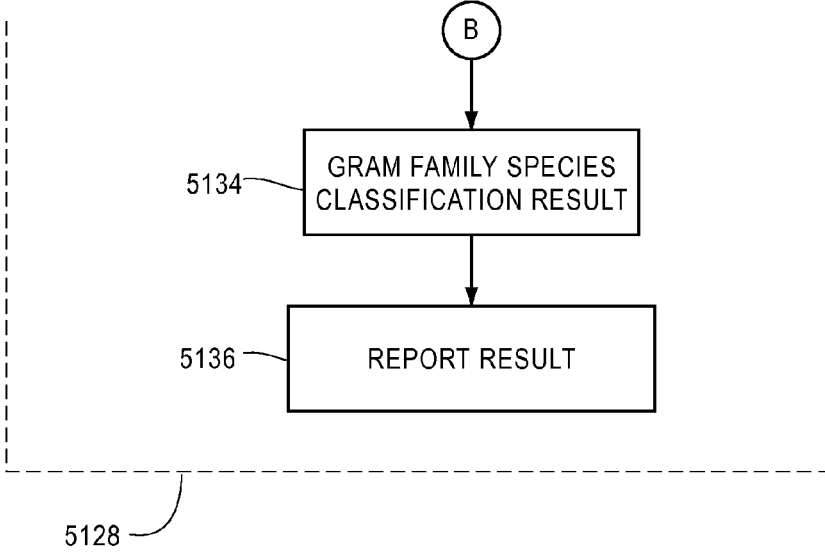 B
GRAM FAMILY SPECIES
CLASSIFICATION RESULT
5134
REPORT RESULT
5136
5128